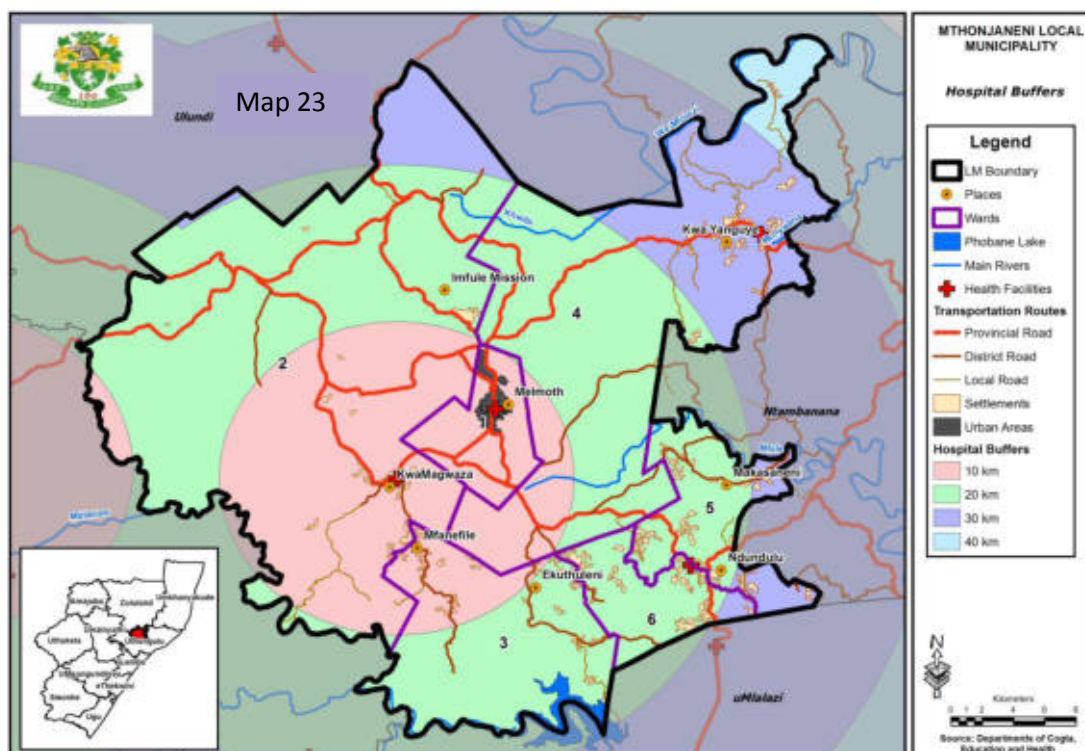 Map 23
Ulundi
Kwa Yanguye
Imfule Mission
4
2
Melmoth
Ntambanana
KwaMagwaza
Makasaneni
5
Mfanefile
Ndundulu
Ekuthuleni
6
3
uMlalazi
MTHONJANENI LOCAL
MUNICIPALITY
Hospital Buffers
Legend
LM Boundary
Places
Wards
Phobane Lake
Main Rivers
Health Facilities
Transportation Routes
Provincial Road
District Road
Local Road
Settlements
Urban Areas
Hospital Buffers
10 km
20 km
30 km
40 km
N
Kilometers
Source: Departments of Cogta,
Education and Health
Zululand
Ugu